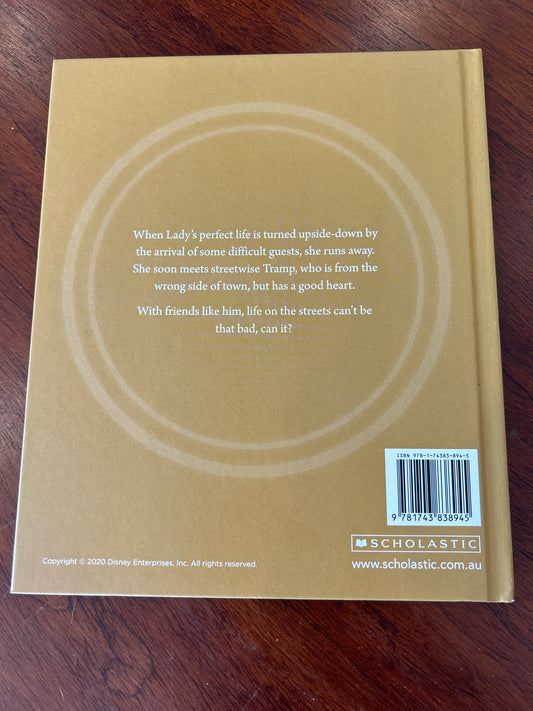 When Lady's perfect life is turned upside-down by
the arrival of some difficult guests, she runs away.
She soon meets streetwise Tramp, who is from the
wrong side of town, but has a good heart.
With friends like him, life on the streets can't be
that bad, can it?
ISBN 978-1-74383-894-5
9 781743 838945
SCHOLASTIC
Copyright © 2020 Disney Enterprises, Inc. All rights reserved.
www.scholastic.com.au